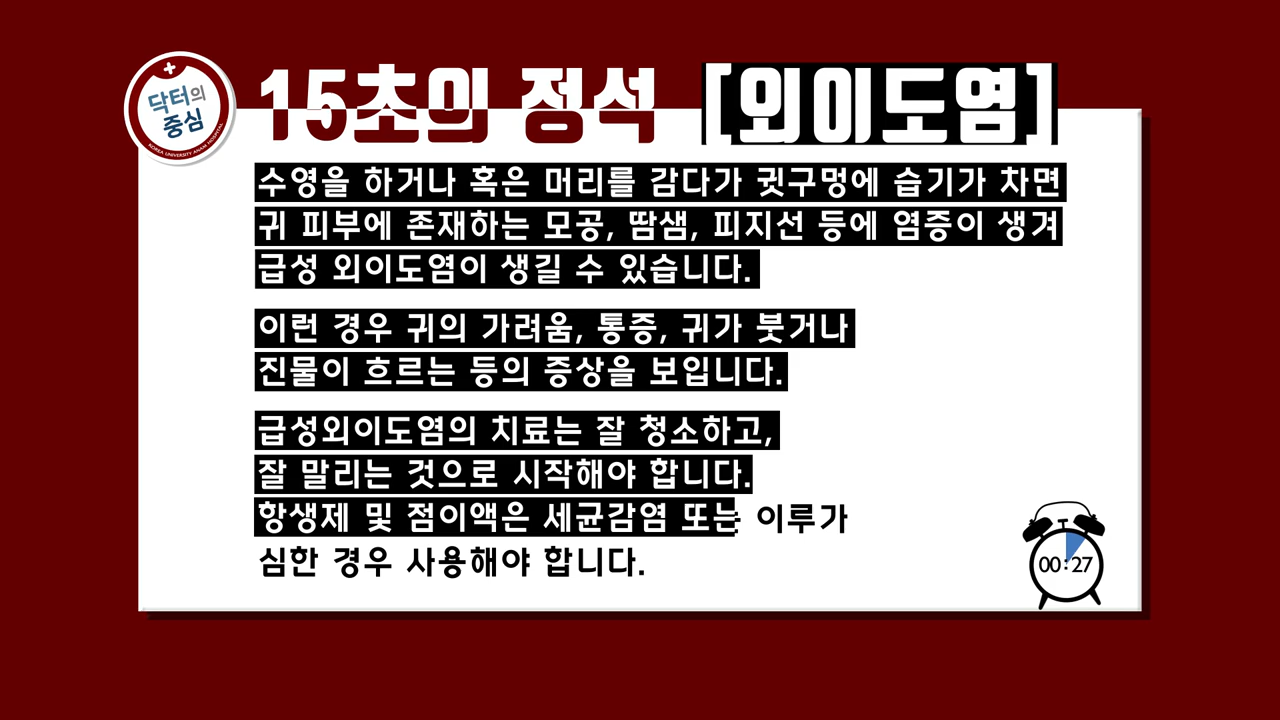 닥터의
중심
KOREA UNIVERSITY ANAM HOSPITAL
15초의 정석 [외이도염]
수영을 하거나 혹은 머리를 감다가 귓구멍에 습기가 차면
귀 피부에 존재하는 모공, 땀샘, 피지선 등에 염증이 생겨
급성 외이도염이 생길 수 있습니다.
이런 경우 귀의 가려움, 통증, 귀가 붓거나
진물이 흐르는 등의 증상을 보입니다.
급성외이도염의 치료는 잘 청소하고,
잘 말리는 것으로 시작해야 합니다.
항생제 및 점이액은 세균감염 또는 이루가
심한 경우 사용해야 합니다.
00:27